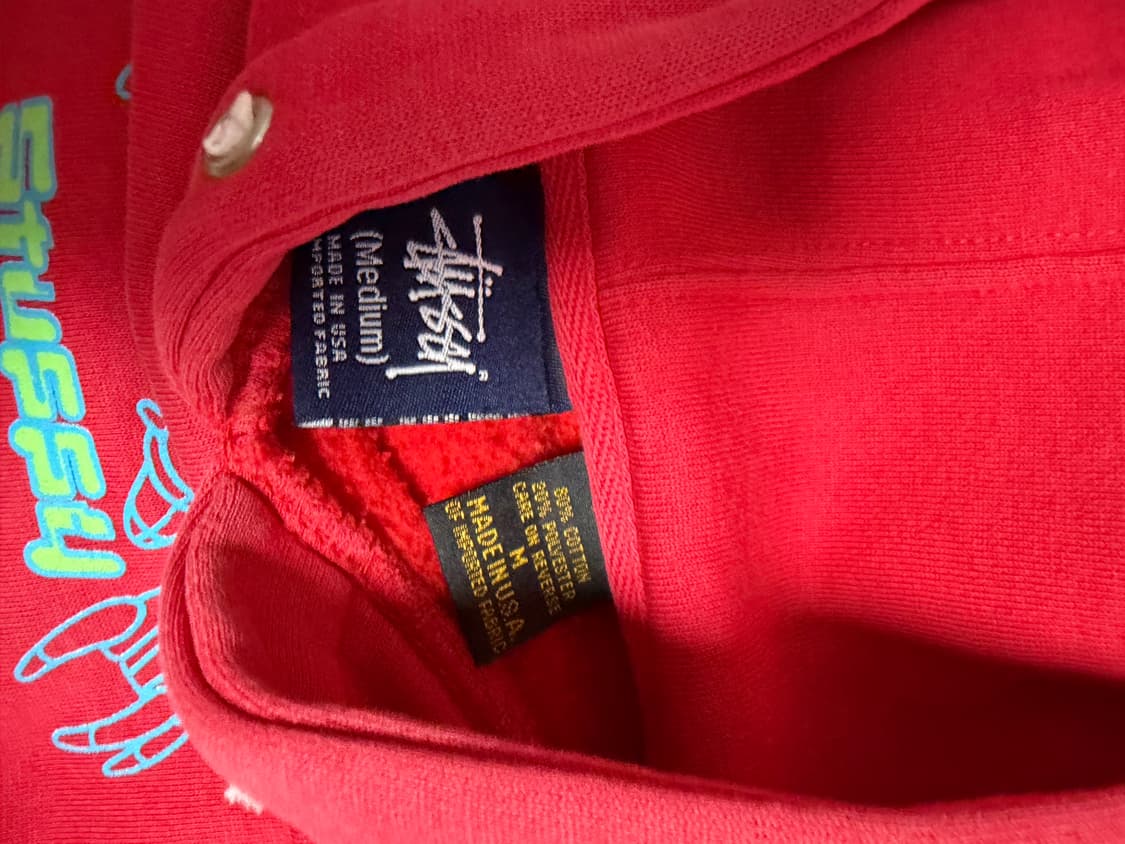 STUSSY
Stüssy®
(Medium)
MADE IN USA
IMPORTED FABRIC
80% COTTON
20% POLYESTER
CARE ON REVERSE
M
MADE IN U.S.A.
OF IMPORTED FABRIC